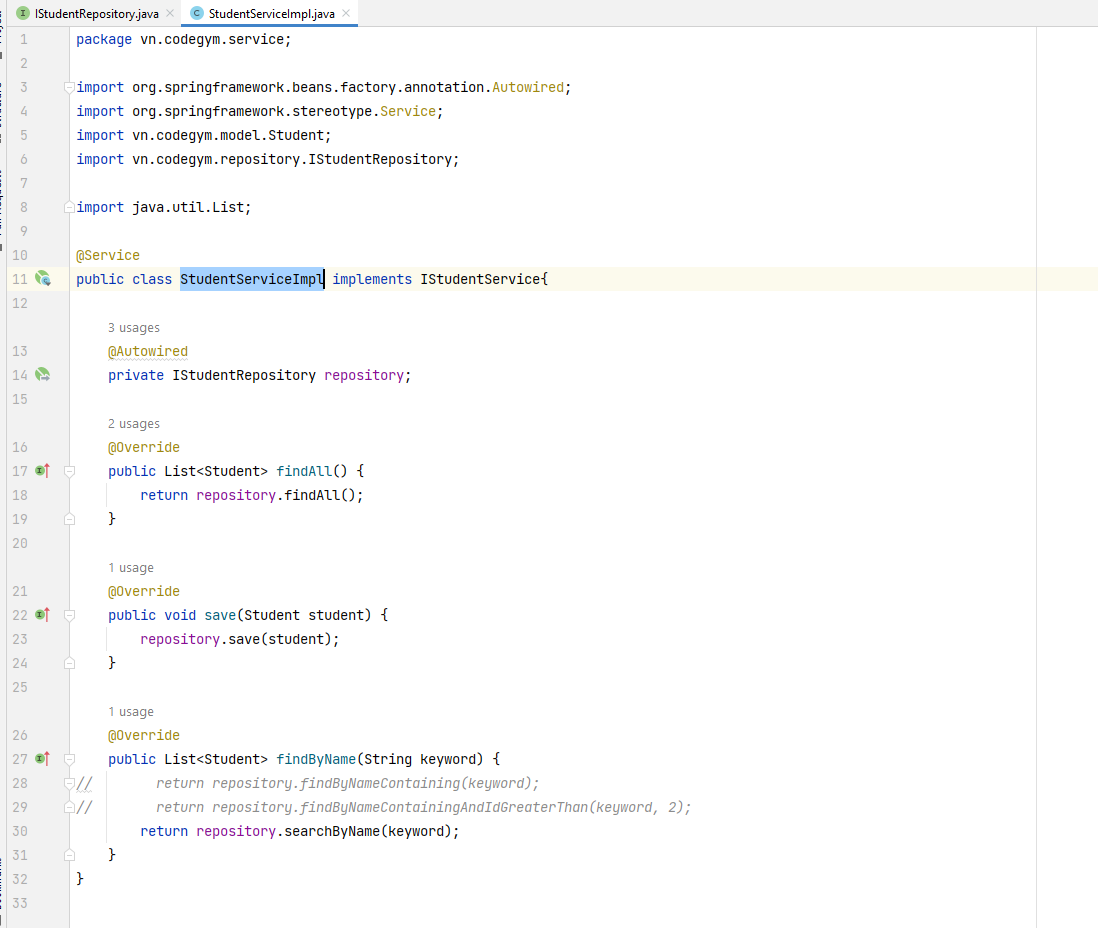 IStudentRepository.java
StudentServiceImpl.java
1 package vn.codegym.service;
2
3 import org.springframework.beans.factory.annotation.Autowired;
4 import org.springframework.stereotype.Service;
5 import vn.codegym.model.Student;
6 import vn.codegym.repository.IStudentRepository;
7
8 import java.util.List;
9
10 @Service
11 public class StudentServiceImpl implements IStudentService{
12
3 usages
13 @Autowired
14 private IStudentRepository repository;
15
2 usages
16 @Override
17 public List<Student> findAll() {
18 return repository.findAll();
19 }
20
1 usage
21 @Override
22 public void save(Student student) {
23 repository.save(student);
24 }
25
1 usage
26 @Override
27 public List<Student> findByName(String keyword) {
28 // return repository.findByNameContaining(keyword);
29 // return repository.findByNameContainingAndIdGreaterThan(keyword, 2);
30 return repository.searchByName(keyword);
31 }
32 }
33